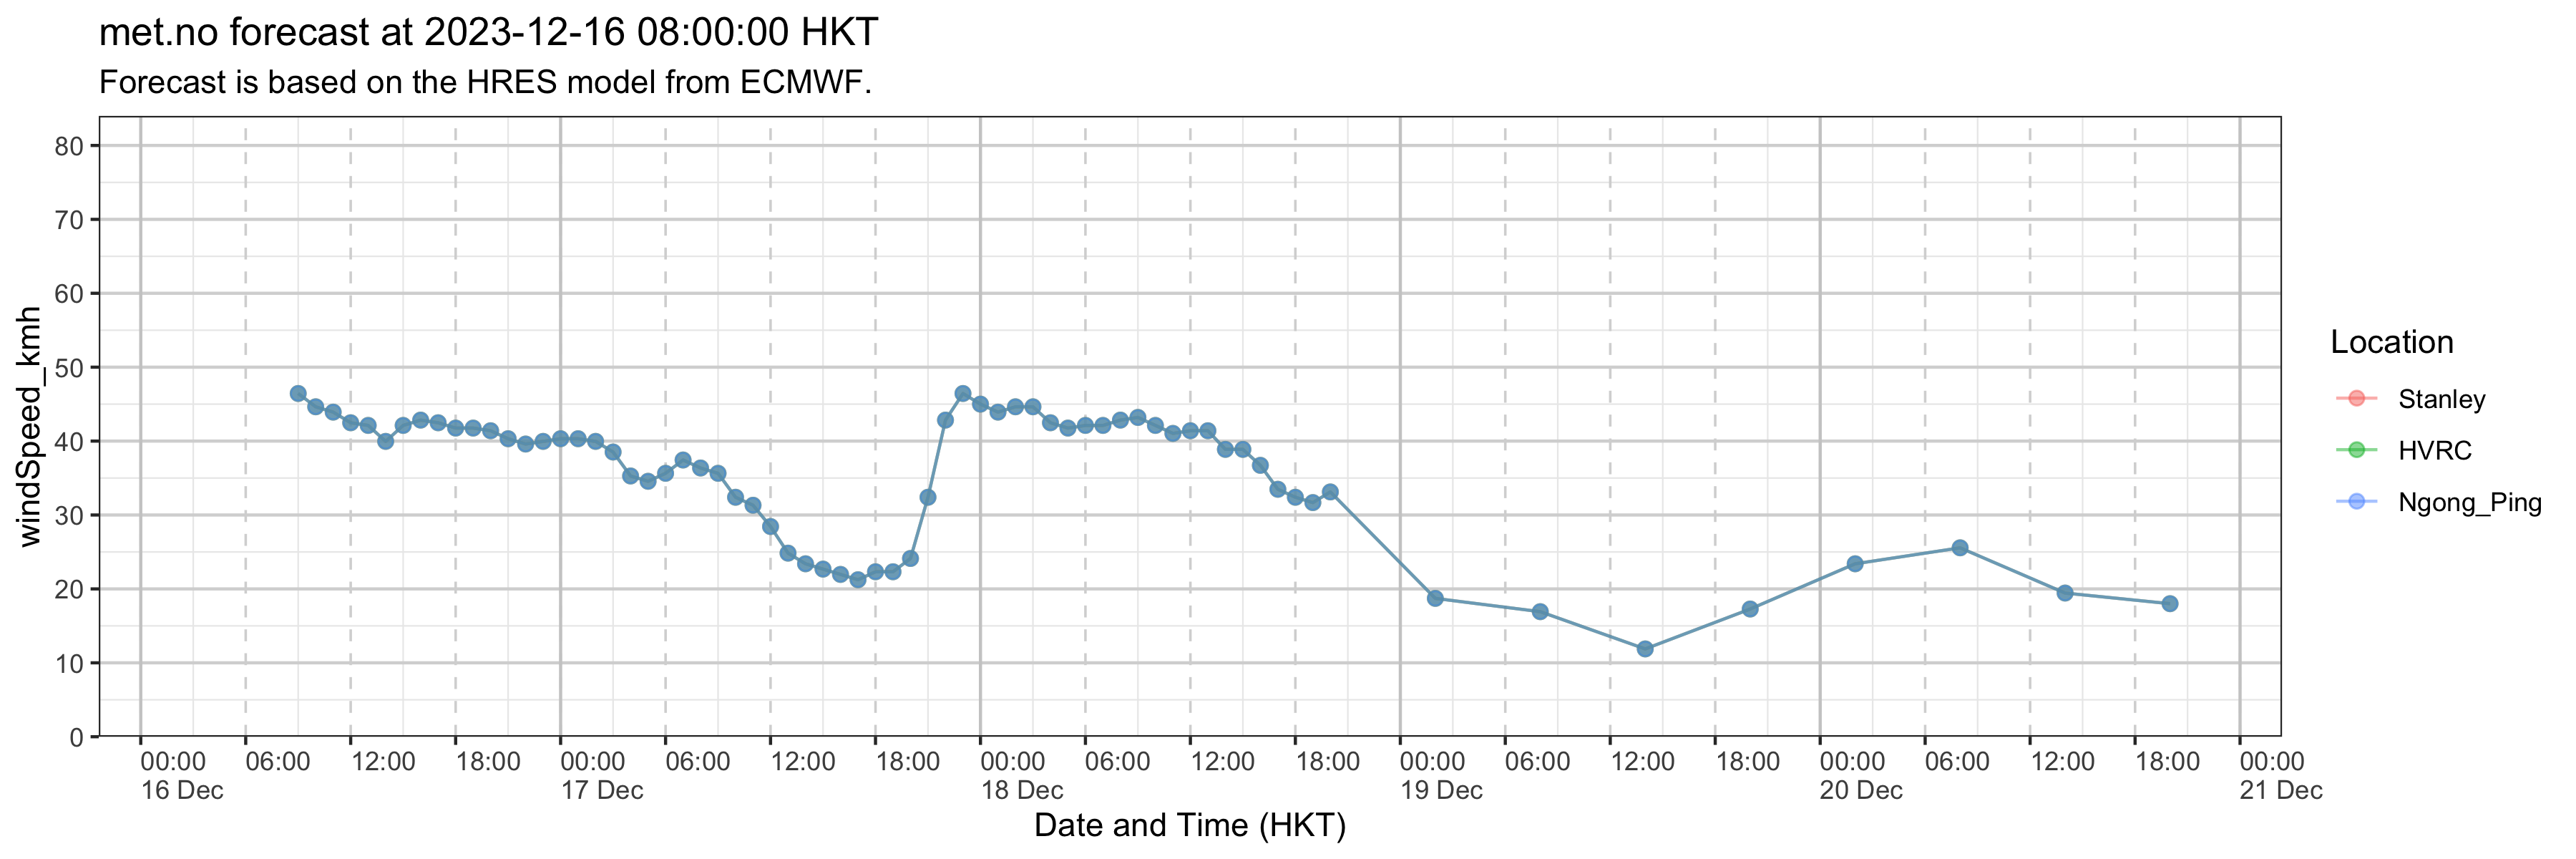 met.no forecast at 2023-12-16 08:00:00 HKT
Forecast is based on the HRES model from ECMWF.
80
70
60
50
40
30
20
10
0
windSpeed_kmh
00:00 06:00 12:00 18:00 00:00 06:00 12:00 18:00 00:00 06:00 12:00 18:00 00:00 06:00 12:00 18:00 00:00 06:00 12:00 18:00 00:00
16 Dec 17 Dec 18 Dec 19 Dec 20 Dec 21 Dec
Date and Time (HKT)
Location
Stanley
HVRC
Ngong_Ping